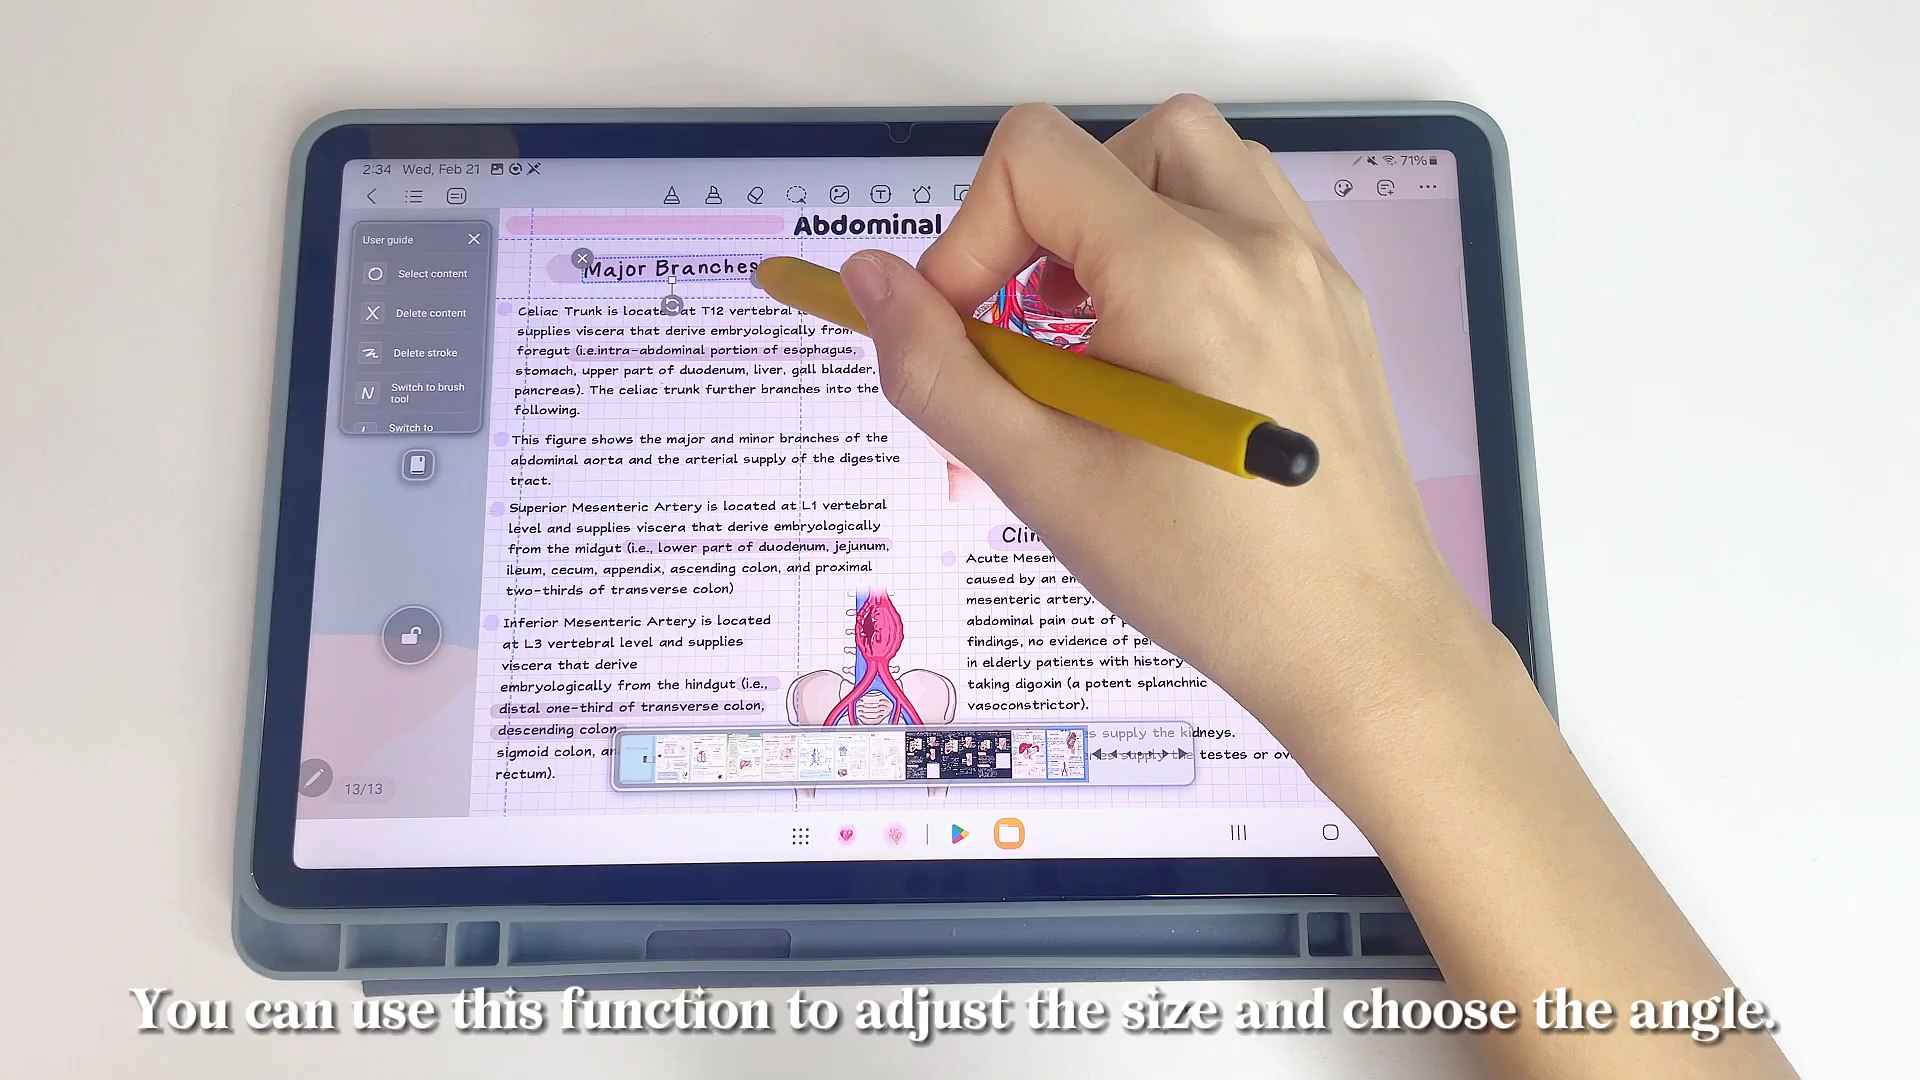 2:34 Wed, Feb 21
71%
User guide
Select content
Delete content
Delete stroke
Switch to brush
tool
Switch to
13/13
Abdominal
Major Branches
Celiac Trunk is located at T12 vertebral
supplies viscera that derive embryologically from
foregut (i.e.intra-abdominal portion of esophagus,
stomach, upper part of duodenum, liver, gall bladder,
pancreas). The celiac trunk further branches into the
following.
This figure shows the major and minor branches of the
abdominal aorta and the arterial supply of the digestive
tract.
Superior Mesenteric Artery is located at L1 vertebral
level and supplies viscera that derive embryologically
from the midgut (i.e., lower part of duodenum, jejunum,
ileum, cecum, appendix, ascending colon, and proximal
two-thirds of transverse colon)
Inferior Mesenteric Artery is located
at L3 vertebral level and supplies
viscera that derive
embryologically from the hindgut (i.e.,
distal one-third of transverse colon,
descending colon,
sigmoid colon, an
rectum).
Clin
Acute Mesen
caused by an em
mesenteric artery.
abdominal pain out of p
findings, no evidence of per
in elderly patients with history
taking digoxin (a potent splanchnic
vasoconstrictor).
supply the kidneys.
supply the testes or ov
You can use this function to adjust the size and choose the angle.